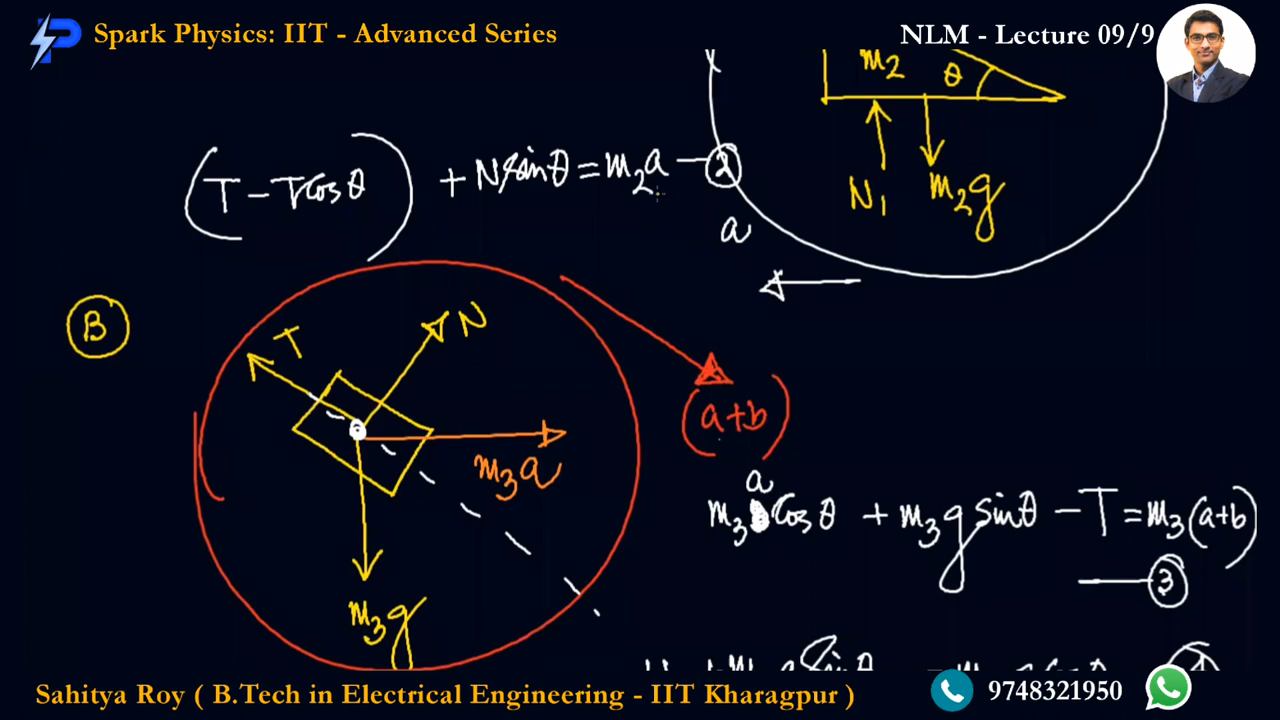 Spark Physics: IIT - Advanced Series
NLM - Lecture 09/9
m₂ θ
(T - Tcosθ) + Nsinθ = m₂a - ②
N₁ m₂g
a
B
T N
(a+b)
m₃a
a
m₃ cosθ + m₃g sinθ - T = m₃(a+b)
③
m₃g
sinθ
Sahitya Roy ( B.Tech in Electrical Engineering - IIT Kharagpur )
9748321950